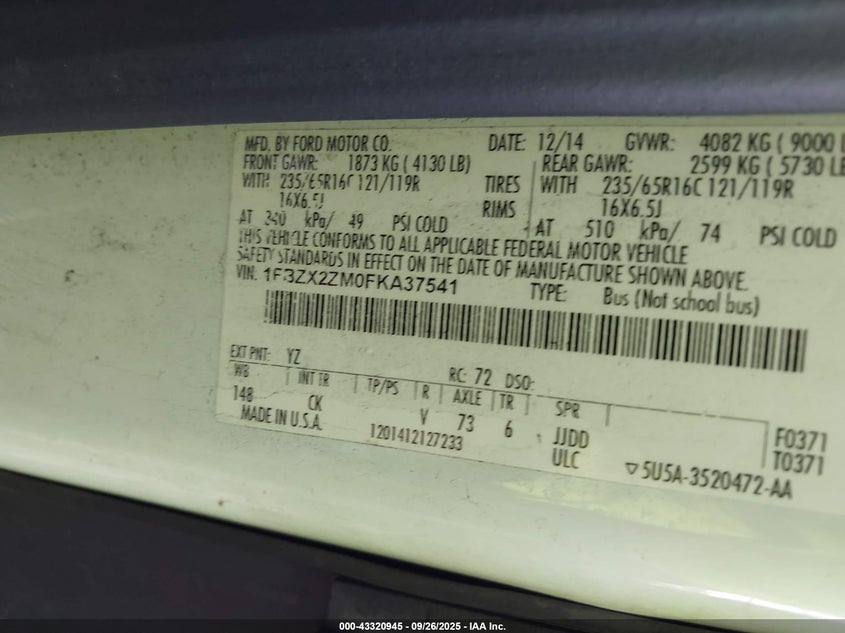 MFD. BY FORD MOTOR CO. DATE: 12/14 GVWR: 4082 KG ( 9000
FRONT GAWR: 1873 KG ( 4130 LB) REAR GAWR: 2599 KG ( 5730 LB
WITH 235/65R16C 121/119R TIRES WITH 235/65R16C 121/119R
16X6.5J RIMS 16X6.5J
AT 340 kPa/ 49 PSI COLD AT 510 kPa/ 74 PSI COLD
THIS VEHICLE CONFORMS TO ALL APPLICABLE FEDERAL MOTOR VEHICLE
SAFETY STANDARDS IN EFFECT ON THE DATE OF MANUFACTURE SHOWN ABOVE.
VIN: 1FBZX2ZM0FKA37541 TYPE: Bus (Not school bus)
EXT PNT: YZ RC: 72 DSO:
WB INT TR TP/PS R AXLE TR SPR
148 CK V 73 6 JJDD F0371
MADE IN U.S.A. 1201412127233 ULC T0371
▽5U5A-3520472-AA
000-43320945 - 09/26/2025 - IAA Inc.